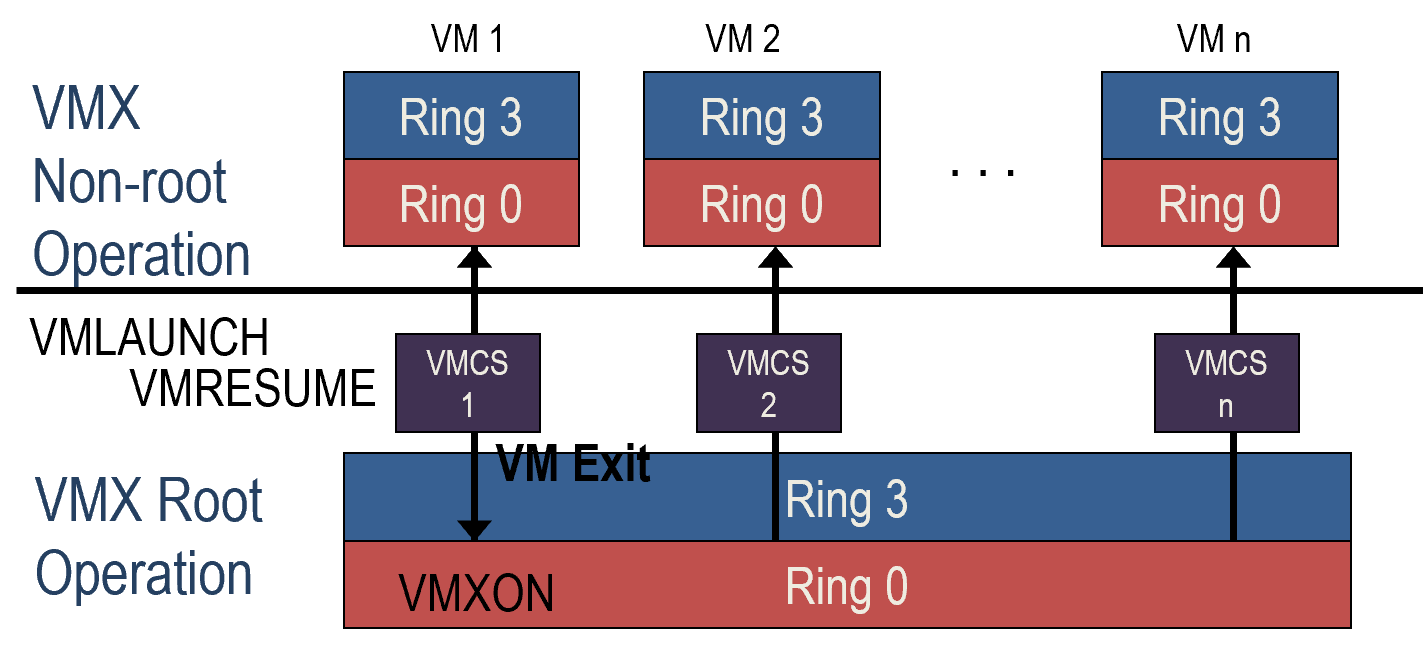 VM 1
VM 2
VM n
VMX
Non-root
Operation
Ring 3
Ring 3
Ring 3
. . .
Ring 0
Ring 0
Ring 0
VMLAUNCH
VMRESUME
VMCS
1
VMCS
2
VMCS
n
VM Exit
VMX Root
Operation
Ring 3
VMXON
Ring 0